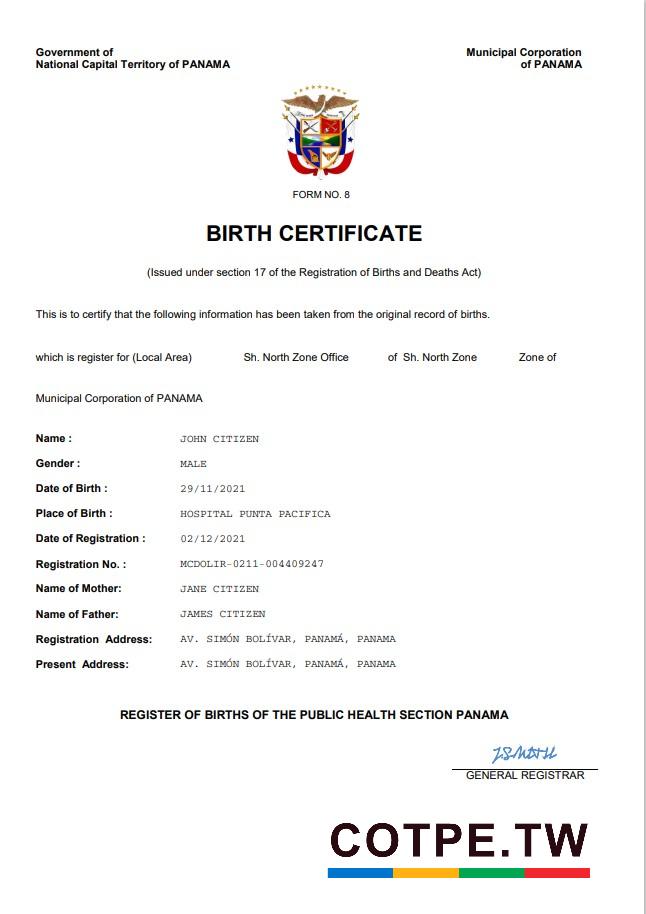 Government of
National Capital Territory of PANAMA
Municipal Corporation
of PANAMA
FORM NO. 8
BIRTH CERTIFICATE
(Issued under section 17 of the Registration of Births and Deaths Act)
This is to certify that the following information has been taken from the original record of births.
which is register for (Local Area) Sh. North Zone Office of Sh. North Zone Zone of
Municipal Corporation of PANAMA
Name : JOHN CITIZEN
Gender : MALE
Date of Birth : 29/11/2021
Place of Birth : HOSPITAL PUNTA PACIFICA
Date of Registration : 02/12/2021
Registration No. : MCDOLIR-0211-004409247
Name of Mother: JANE CITIZEN
Name of Father: JAMES CITIZEN
Registration Address: AV. SIMÓN BOLÍVAR, PANAMÁ, PANAMA
Present Address: AV. SIMÓN BOLÍVAR, PANAMÁ, PANAMA
REGISTER OF BIRTHS OF THE PUBLIC HEALTH SECTION PANAMA
GENERAL REGISTRAR
COTPE.TW